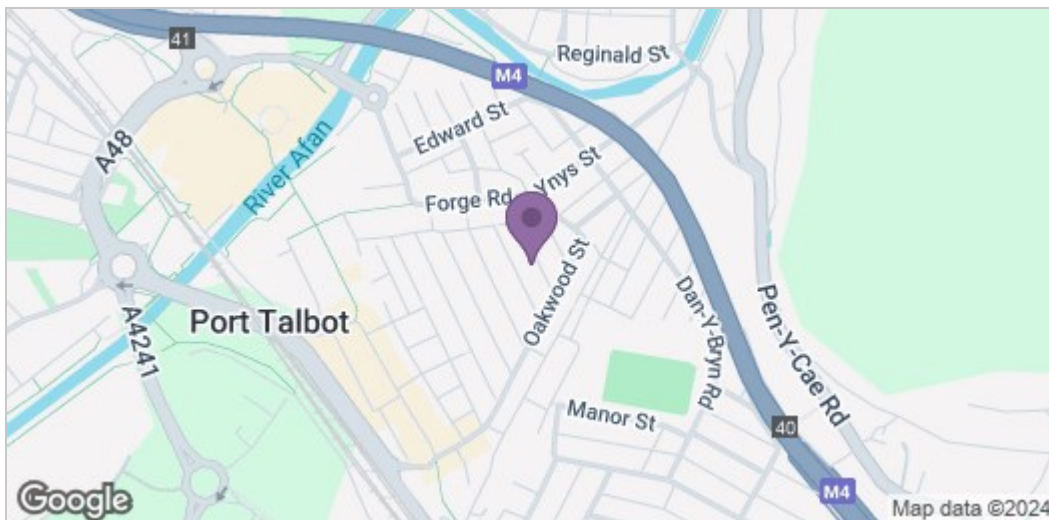 41
Reginald St
M4
A48
River Afan
Edward St
Forge Rd
Ynys St
Oakwood St
Port Talbot
A4241
Dan-Y-Bryn Rd
Pen-Y-Cae Rd
Manor St
40
M4
Google
Map data ©2024